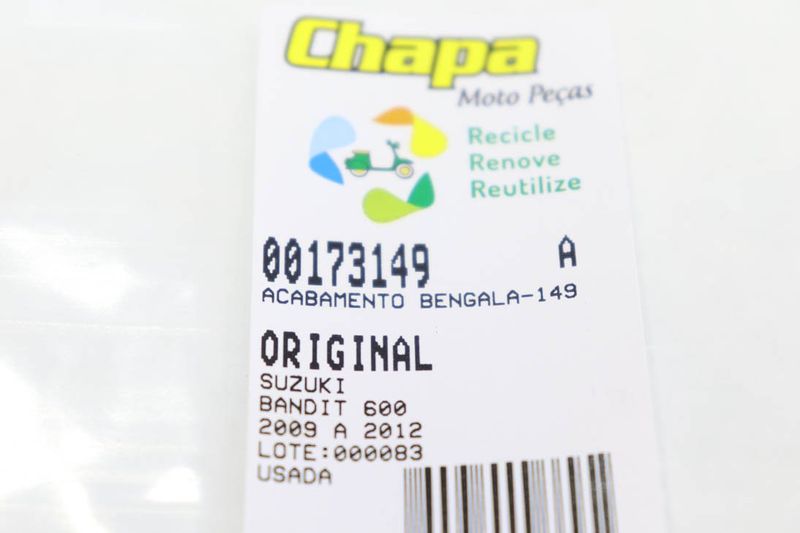 Chapa
Moto Peças
Recicle
Renove
Reutilize
00173149 A
ACABAMENTO BENGALA-149
ORIGINAL
SUZUKI
BANDIT 600
2009 A 2012
LOTE:000083
USADA